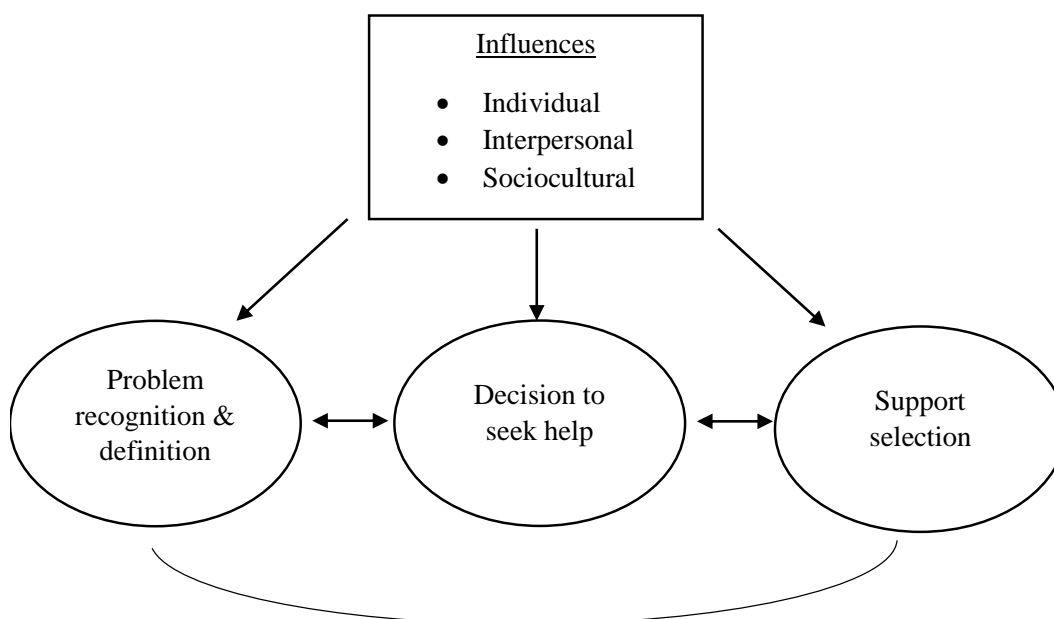 Influences
• Individual
• Interpersonal
• Sociocultural
Problem
recognition &
definition
Decision to
seek help
Support
selection